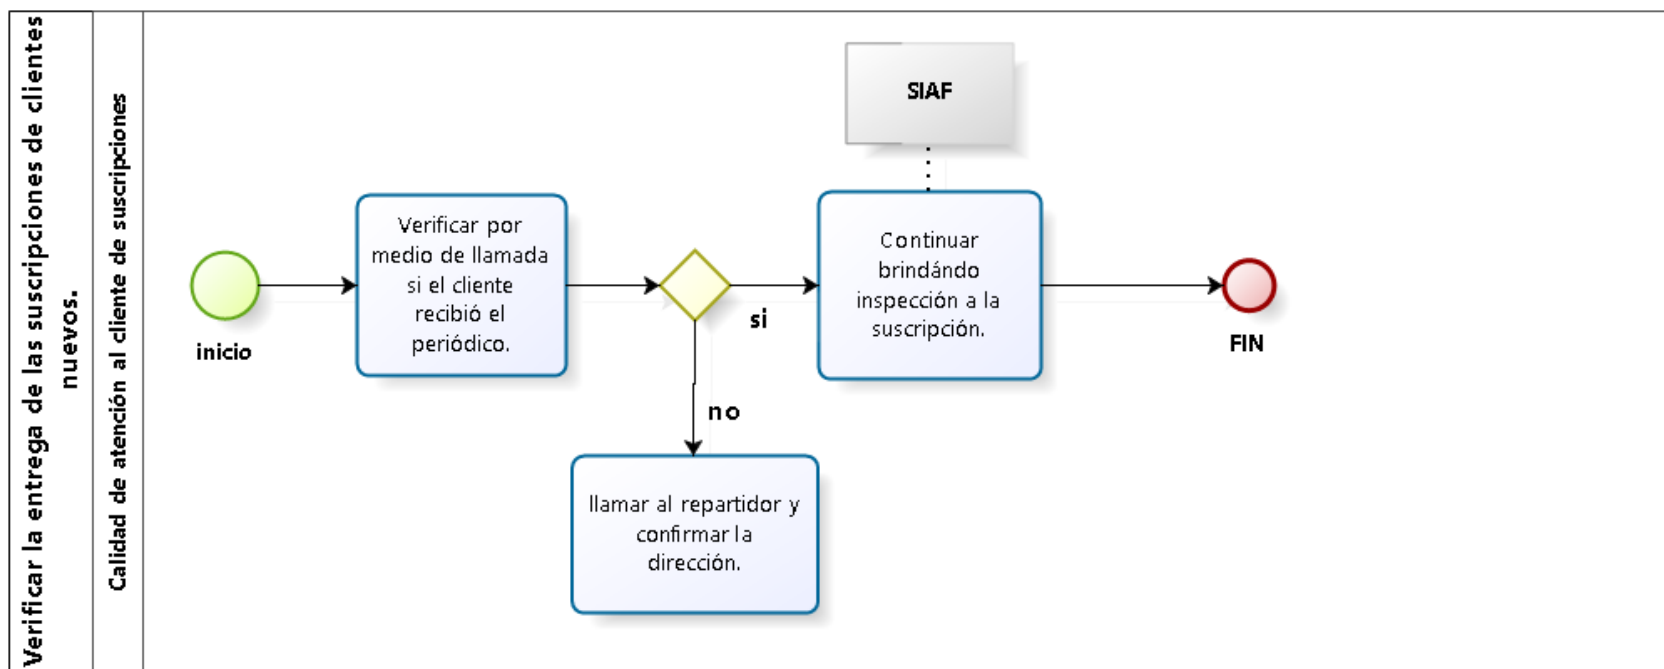 Verificar la entrega de las suscripciones de clientes
nuevos.
Calidad de atención al cliente de suscripciones
inicio
Verificar por
medio de llamada
si el cliente
recibió el
periódico.
si
no
SIAF
Continuar
brindándo
inspección a la
suscripción.
FIN
llamar al repartidor y
confirmar la
dirección.